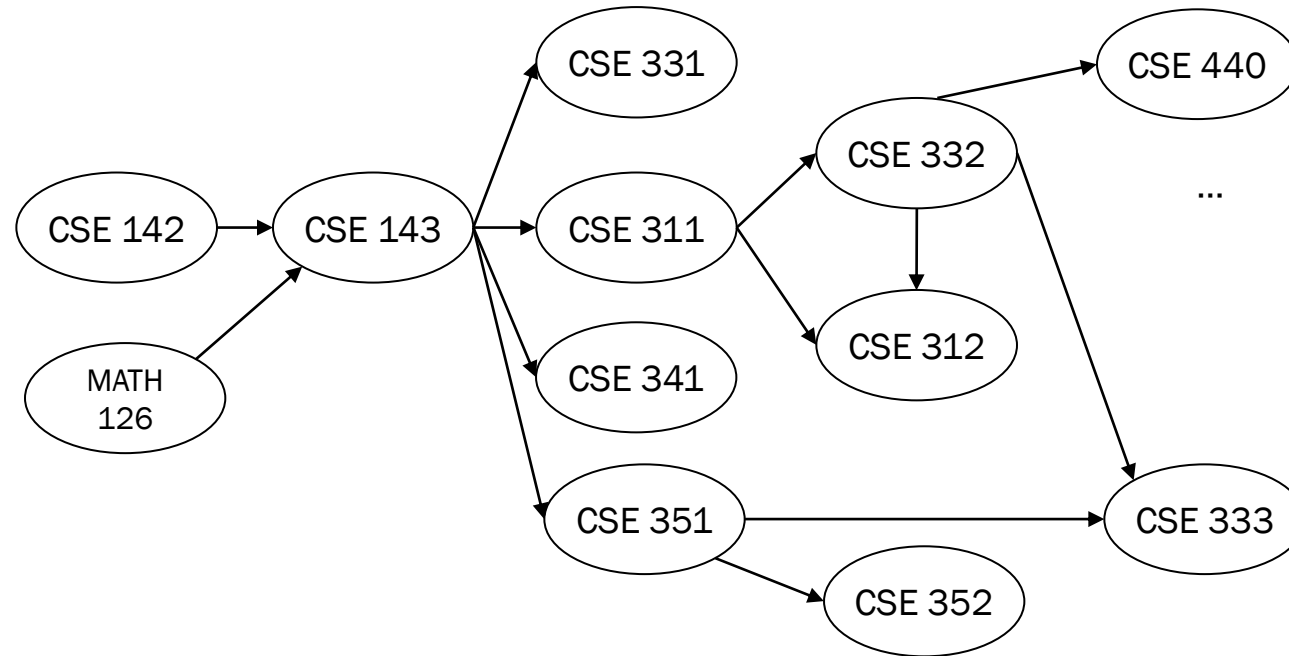 CSE 331
CSE 440
CSE 332
...
CSE 142
CSE 143
CSE 311
CSE 312
MATH
126
CSE 341
CSE 351
CSE 333
CSE 352